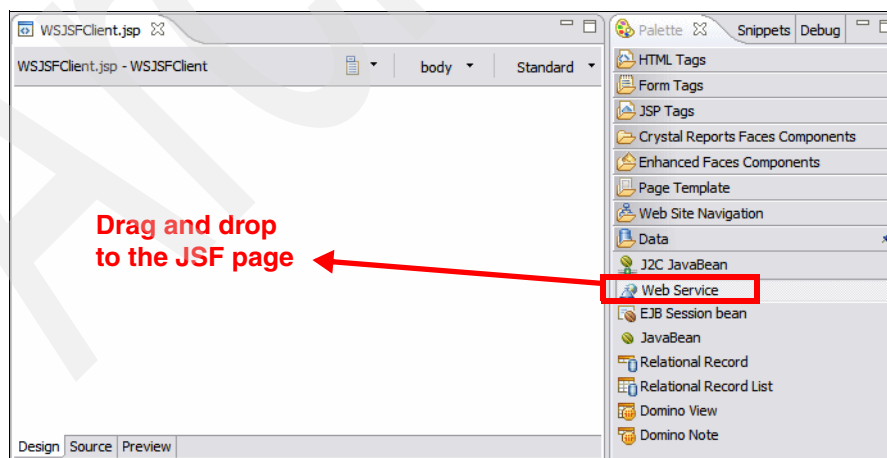 WSJSFClient.jsp
WSJSFClient.jsp - WSJSFClient
body
Standard
Drag and drop
to the JSF page
Design Source Preview
Palette
Snippets
Debug
HTML Tags
Form Tags
JSP Tags
Crystal Reports Faces Components
Enhanced Faces Components
Page Template
Web Site Navigation
Data
J2C JavaBean
Web Service
EJB Session bean
JavaBean
Relational Record
Relational Record List
Domino View
Domino Note